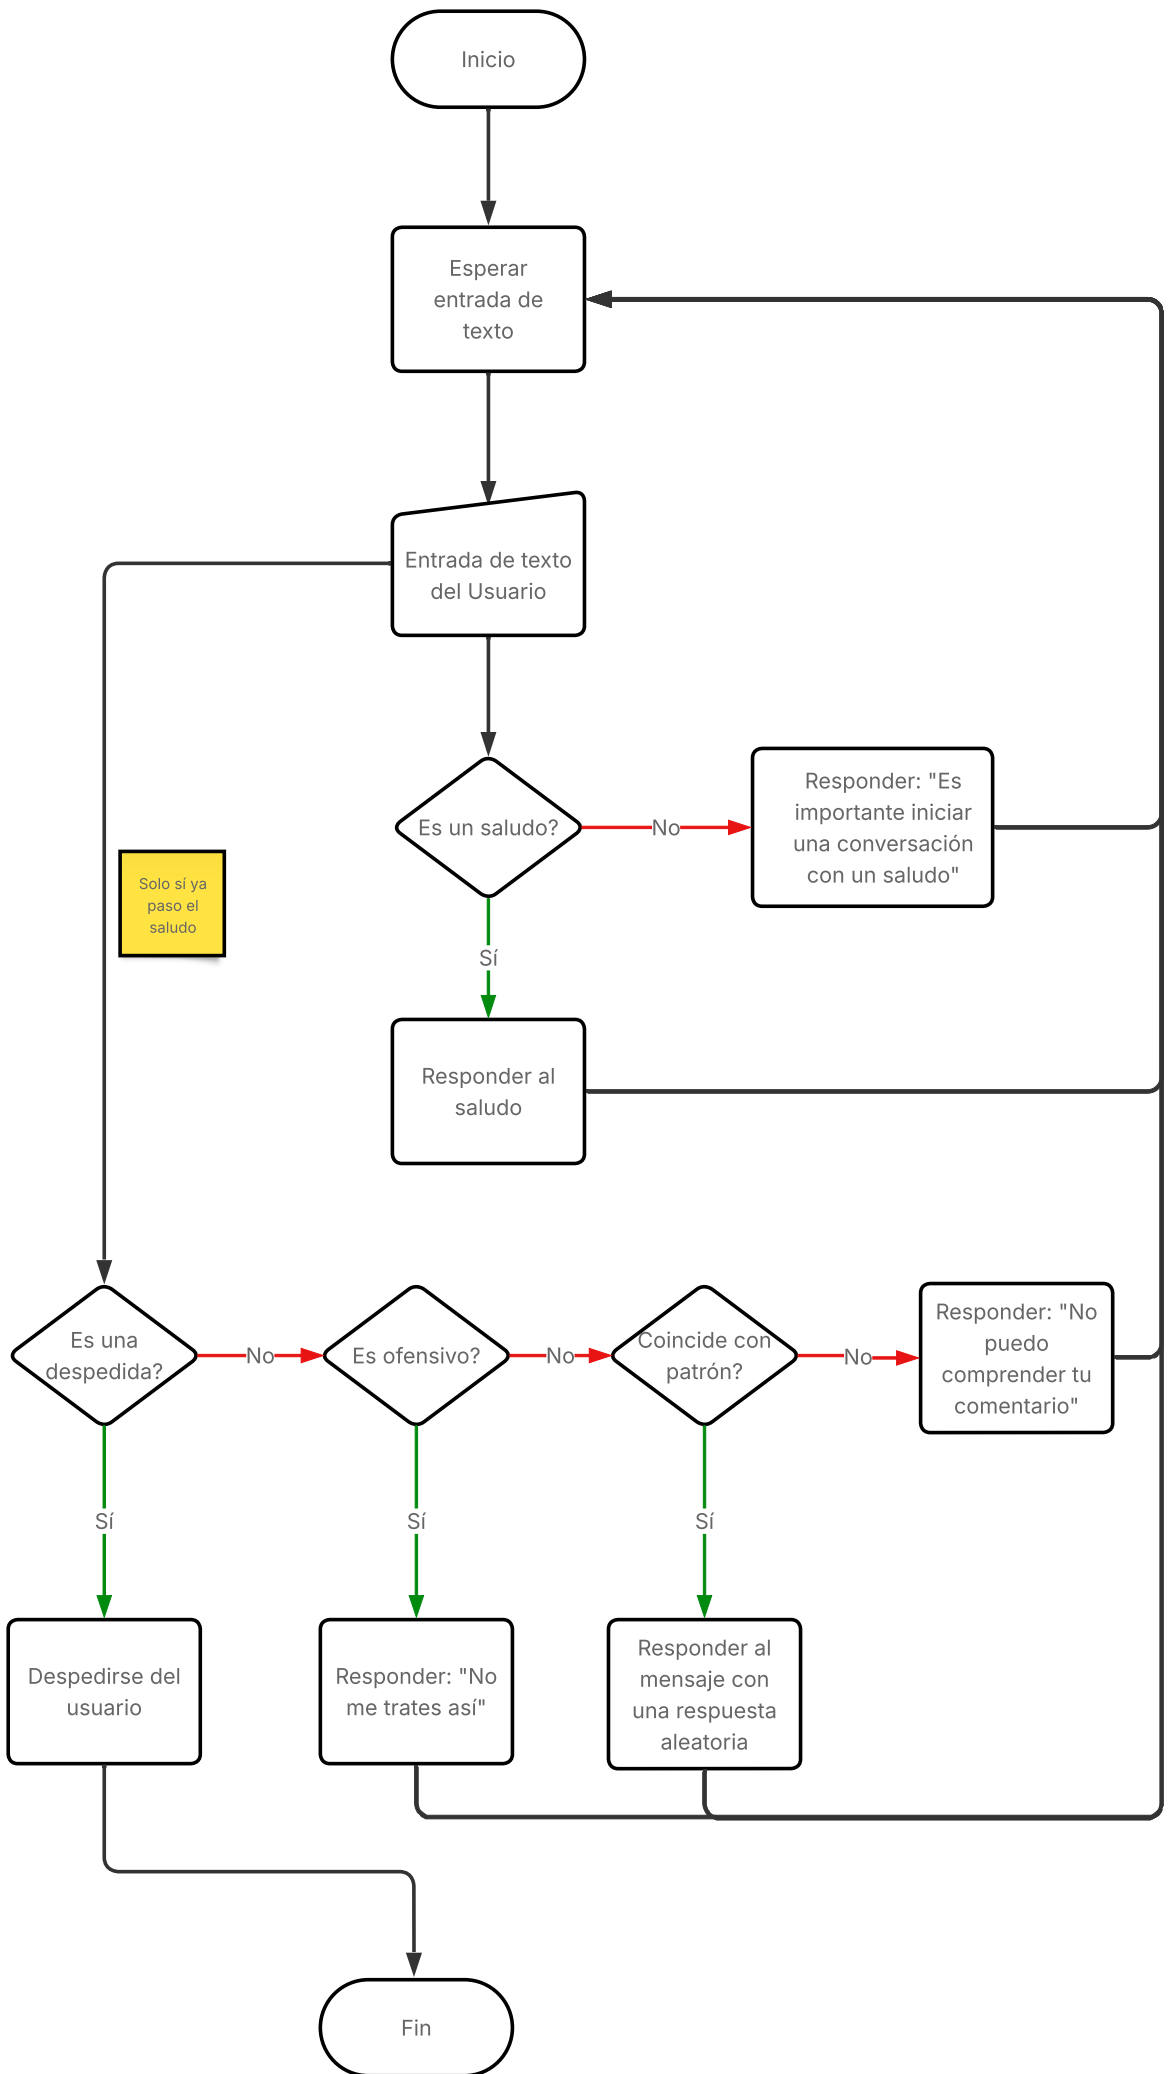 Inicio
Esperar
entrada de
texto
Entrada de texto
del Usuario
Es un saludo?
No
Responder: "Es
importante iniciar
una conversación
con un saludo"
Solo sí ya
paso el
saludo
Sí
Responder al
saludo
Es una
despedida?
No
Es ofensivo?
No
Coincide con
patrón?
No
Responder: "No
puedo
comprender tu
comentario"
Sí
Sí
Sí
Despedirse del
usuario
Responder: "No
me trates así"
Responder al
mensaje con
una respuesta
aleatoria
Fin